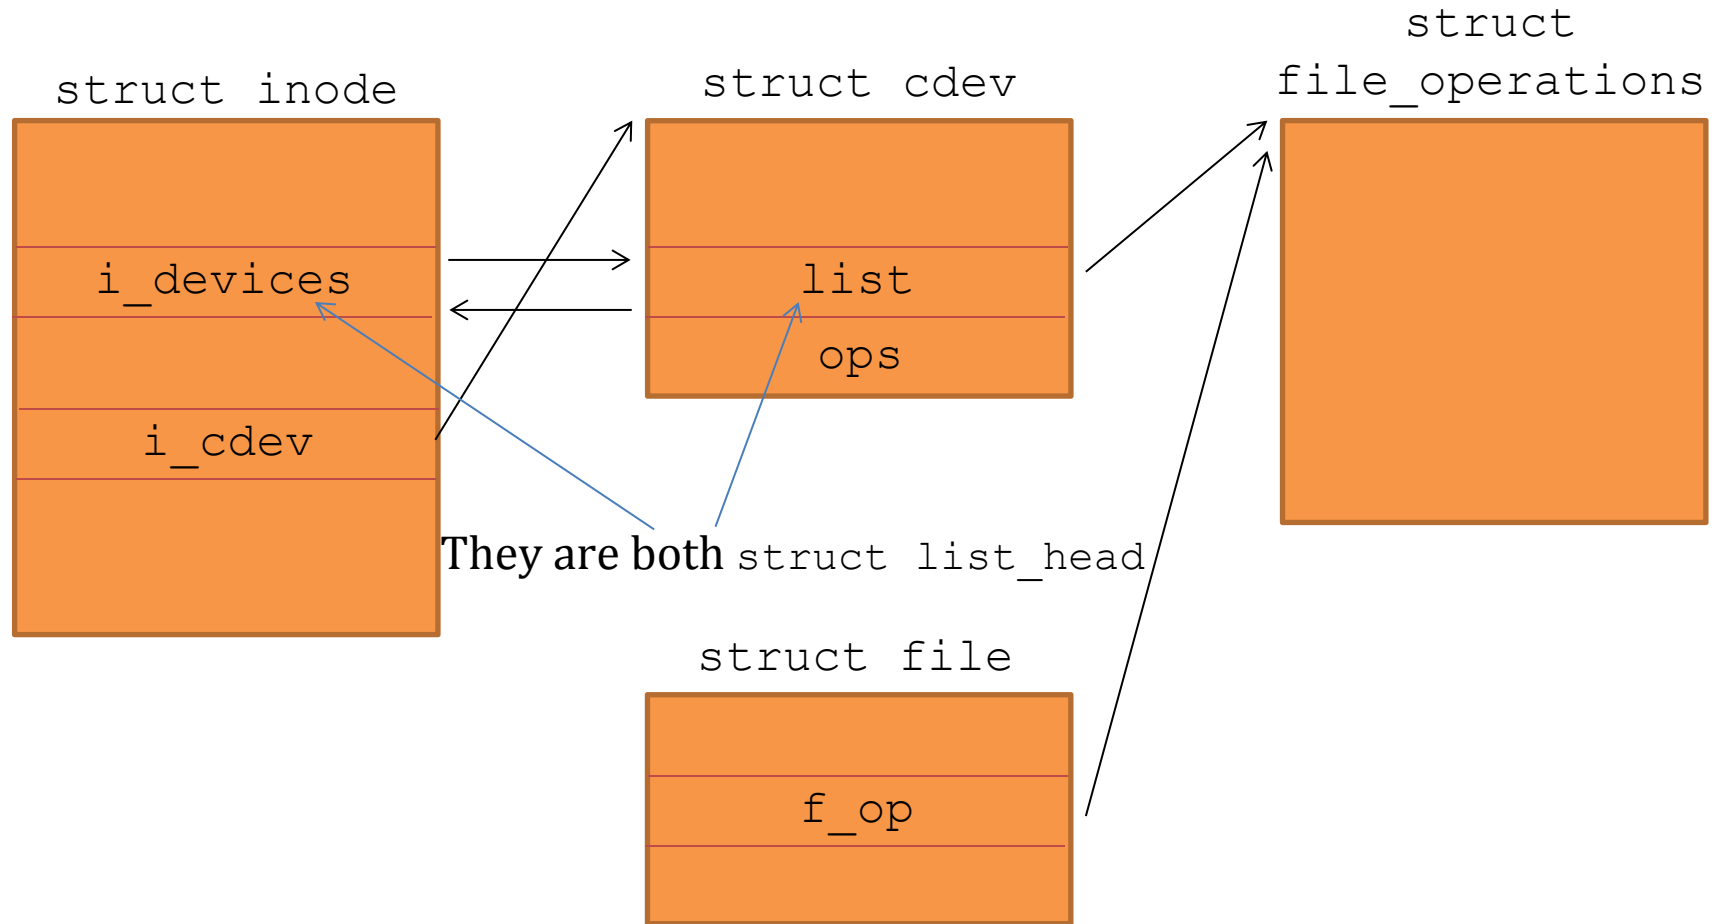 struct inode
i_devices
i_cdev
struct cdev
list
ops
struct
file_operations
They are both struct list_head
struct file
f_op